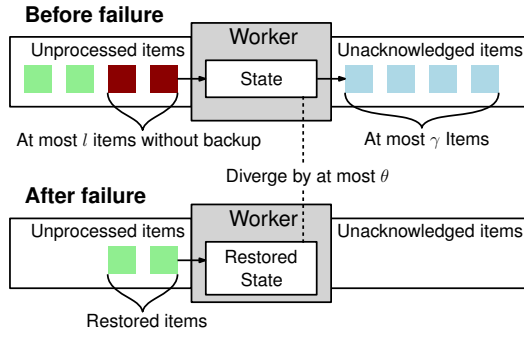 Before failure
Worker
Unprocessed items
Unacknowledged items
State
At most l items without backup
At most γ Items
Diverge by at most θ
After failure
Worker
Unprocessed items
Unacknowledged items
Restored
State
Restored items